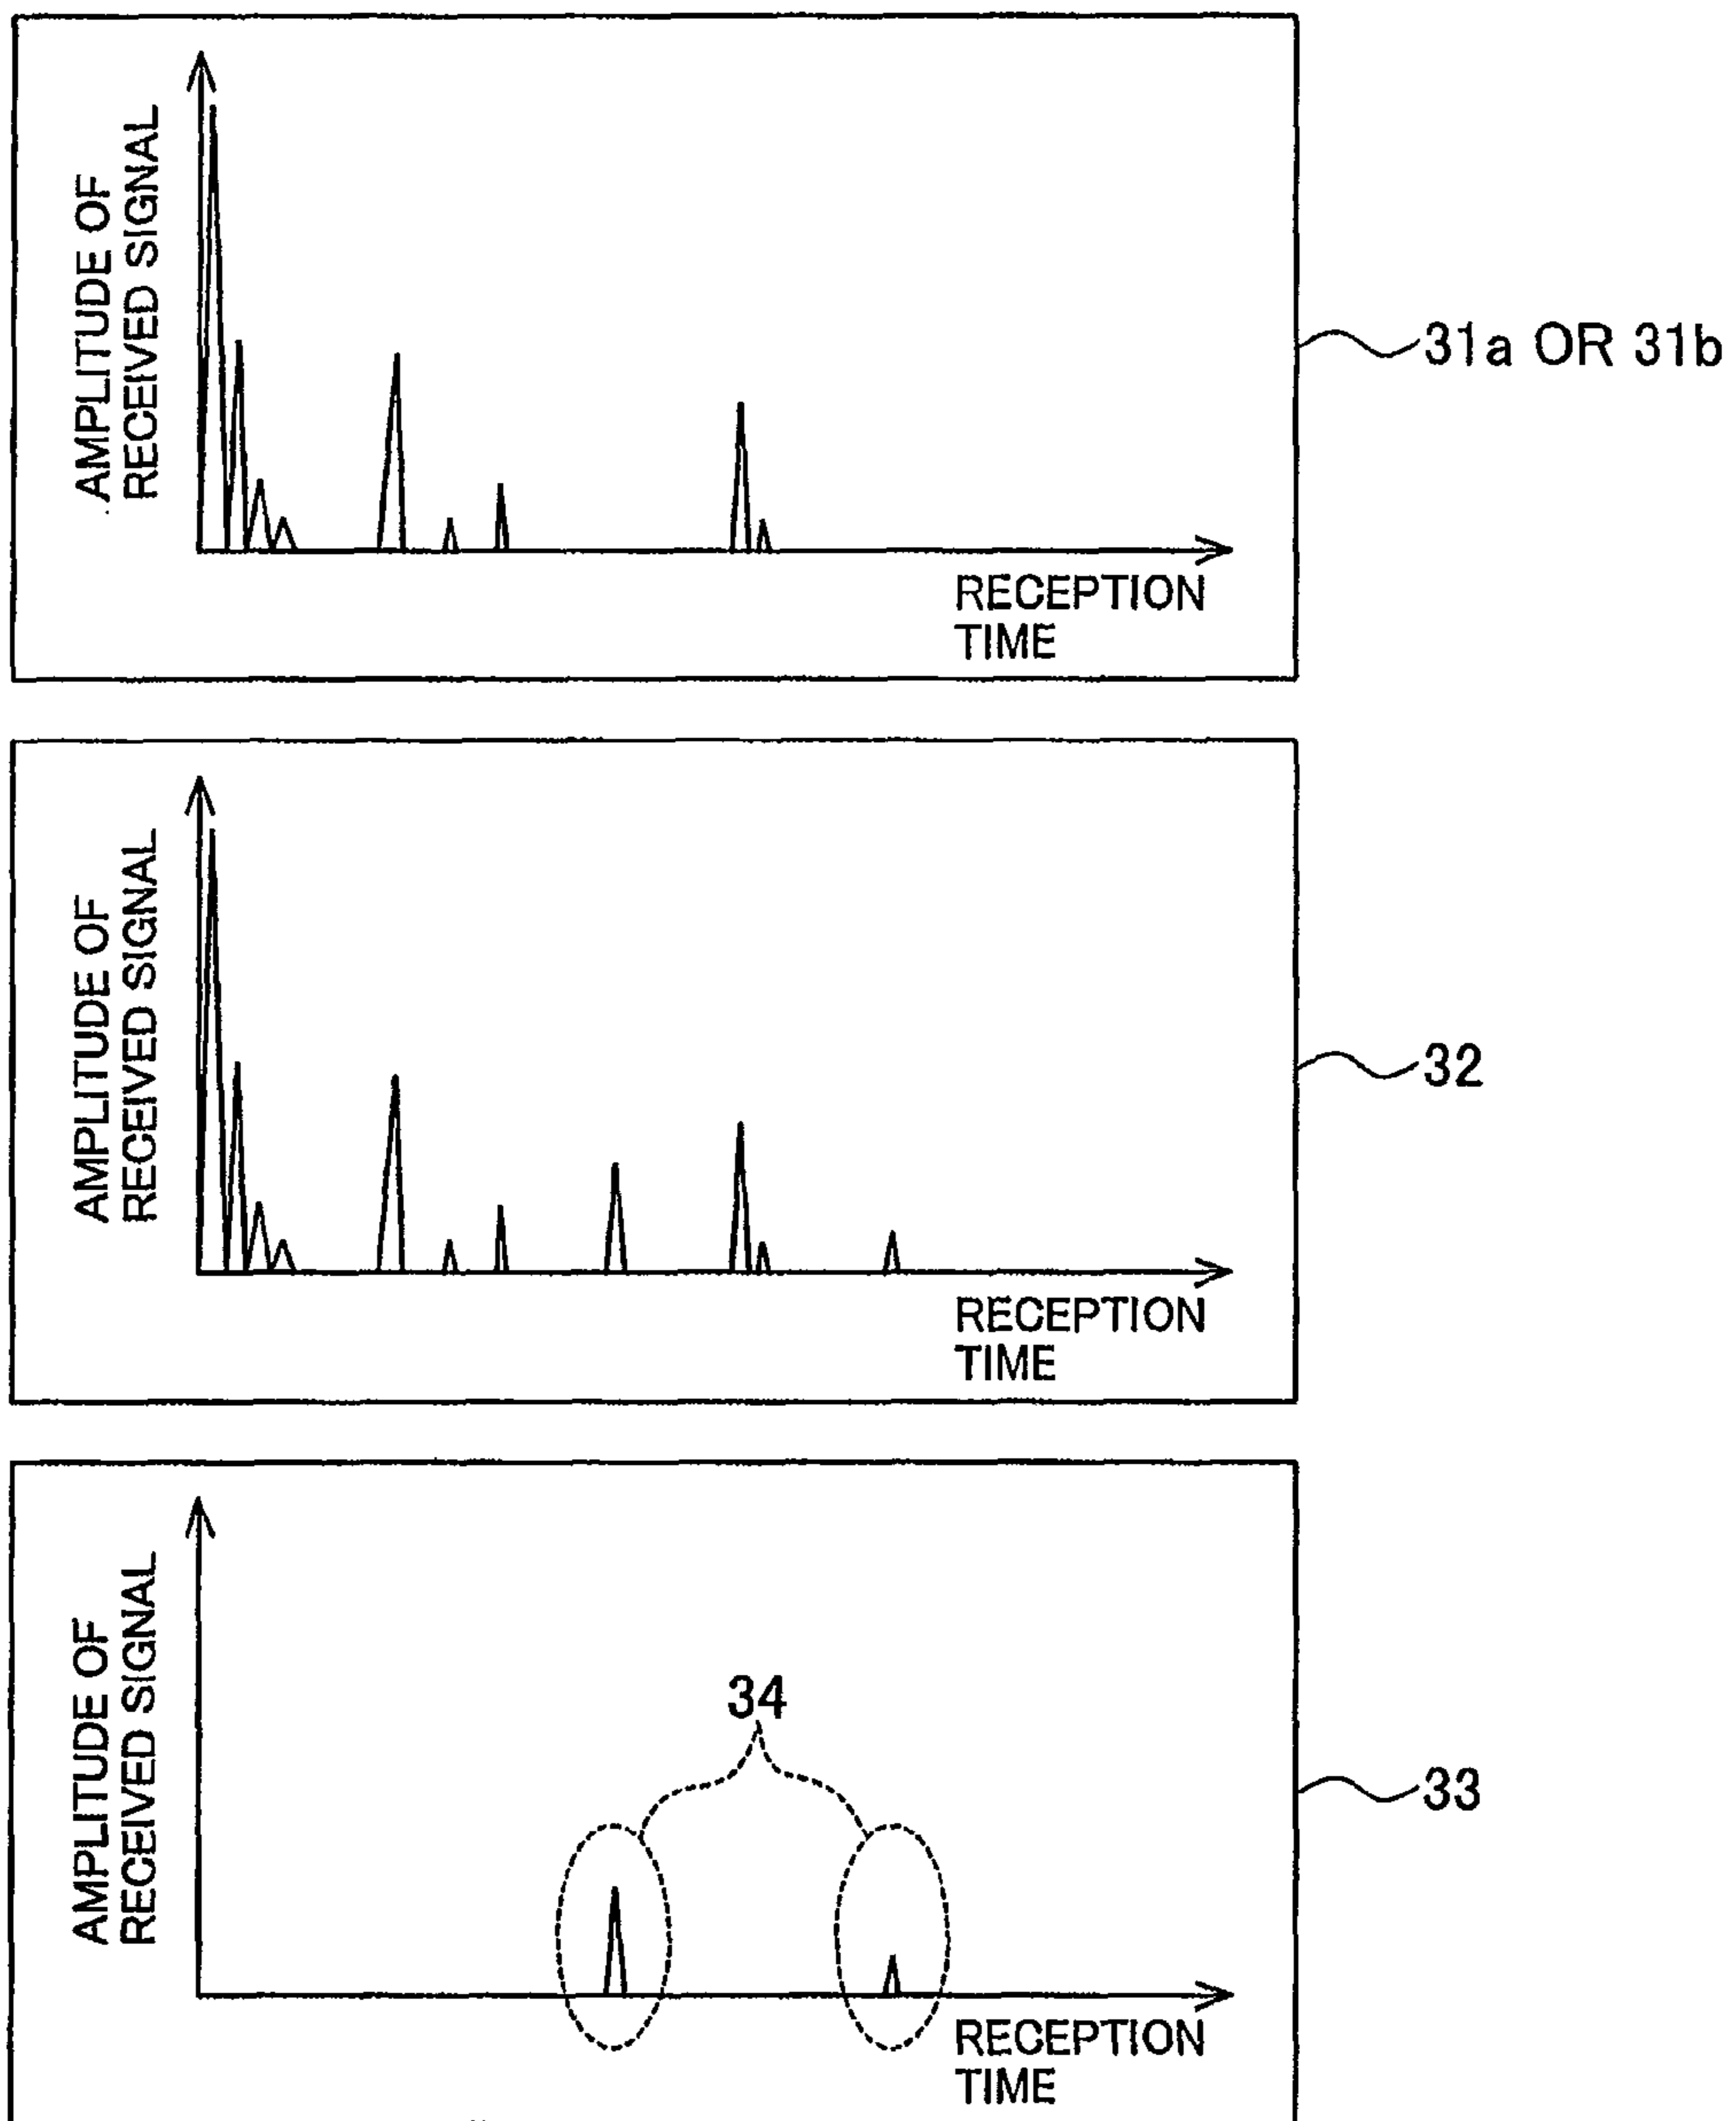 AMPLITUDE OF
RECEIVED SIGNAL
31a OR 31b
RECEPTION
TIME
AMPLITUDE OF
RECEIVED SIGNAL
32
RECEPTION
TIME
AMPLITUDE OF
RECEIVED SIGNAL
34
33
RECEPTION
TIME